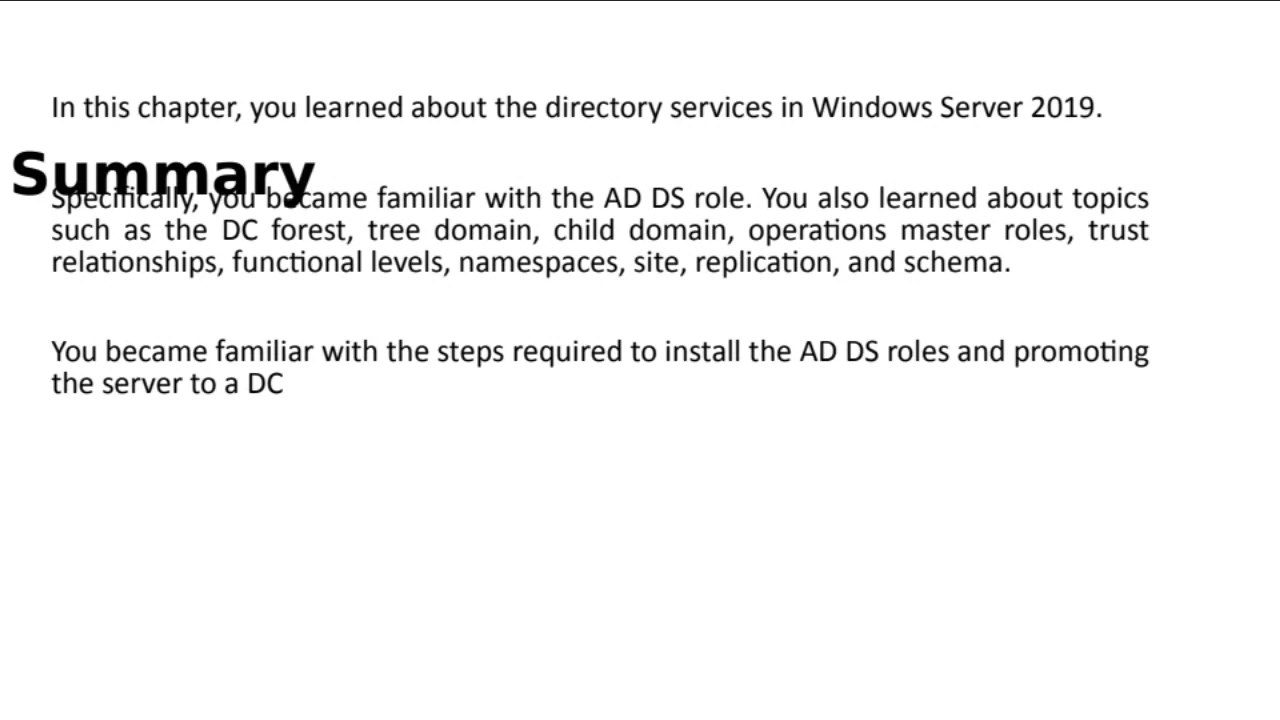 In this chapter, you learned about the directory services in Windows Server 2019.
Summary
Specifically, you became familiar with the AD DS role. You also learned about topics
such as the DC forest, tree domain, child domain, operations master roles, trust
relationships, functional levels, namespaces, site, replication, and schema.
You became familiar with the steps required to install the AD DS roles and promoting
the server to a DC